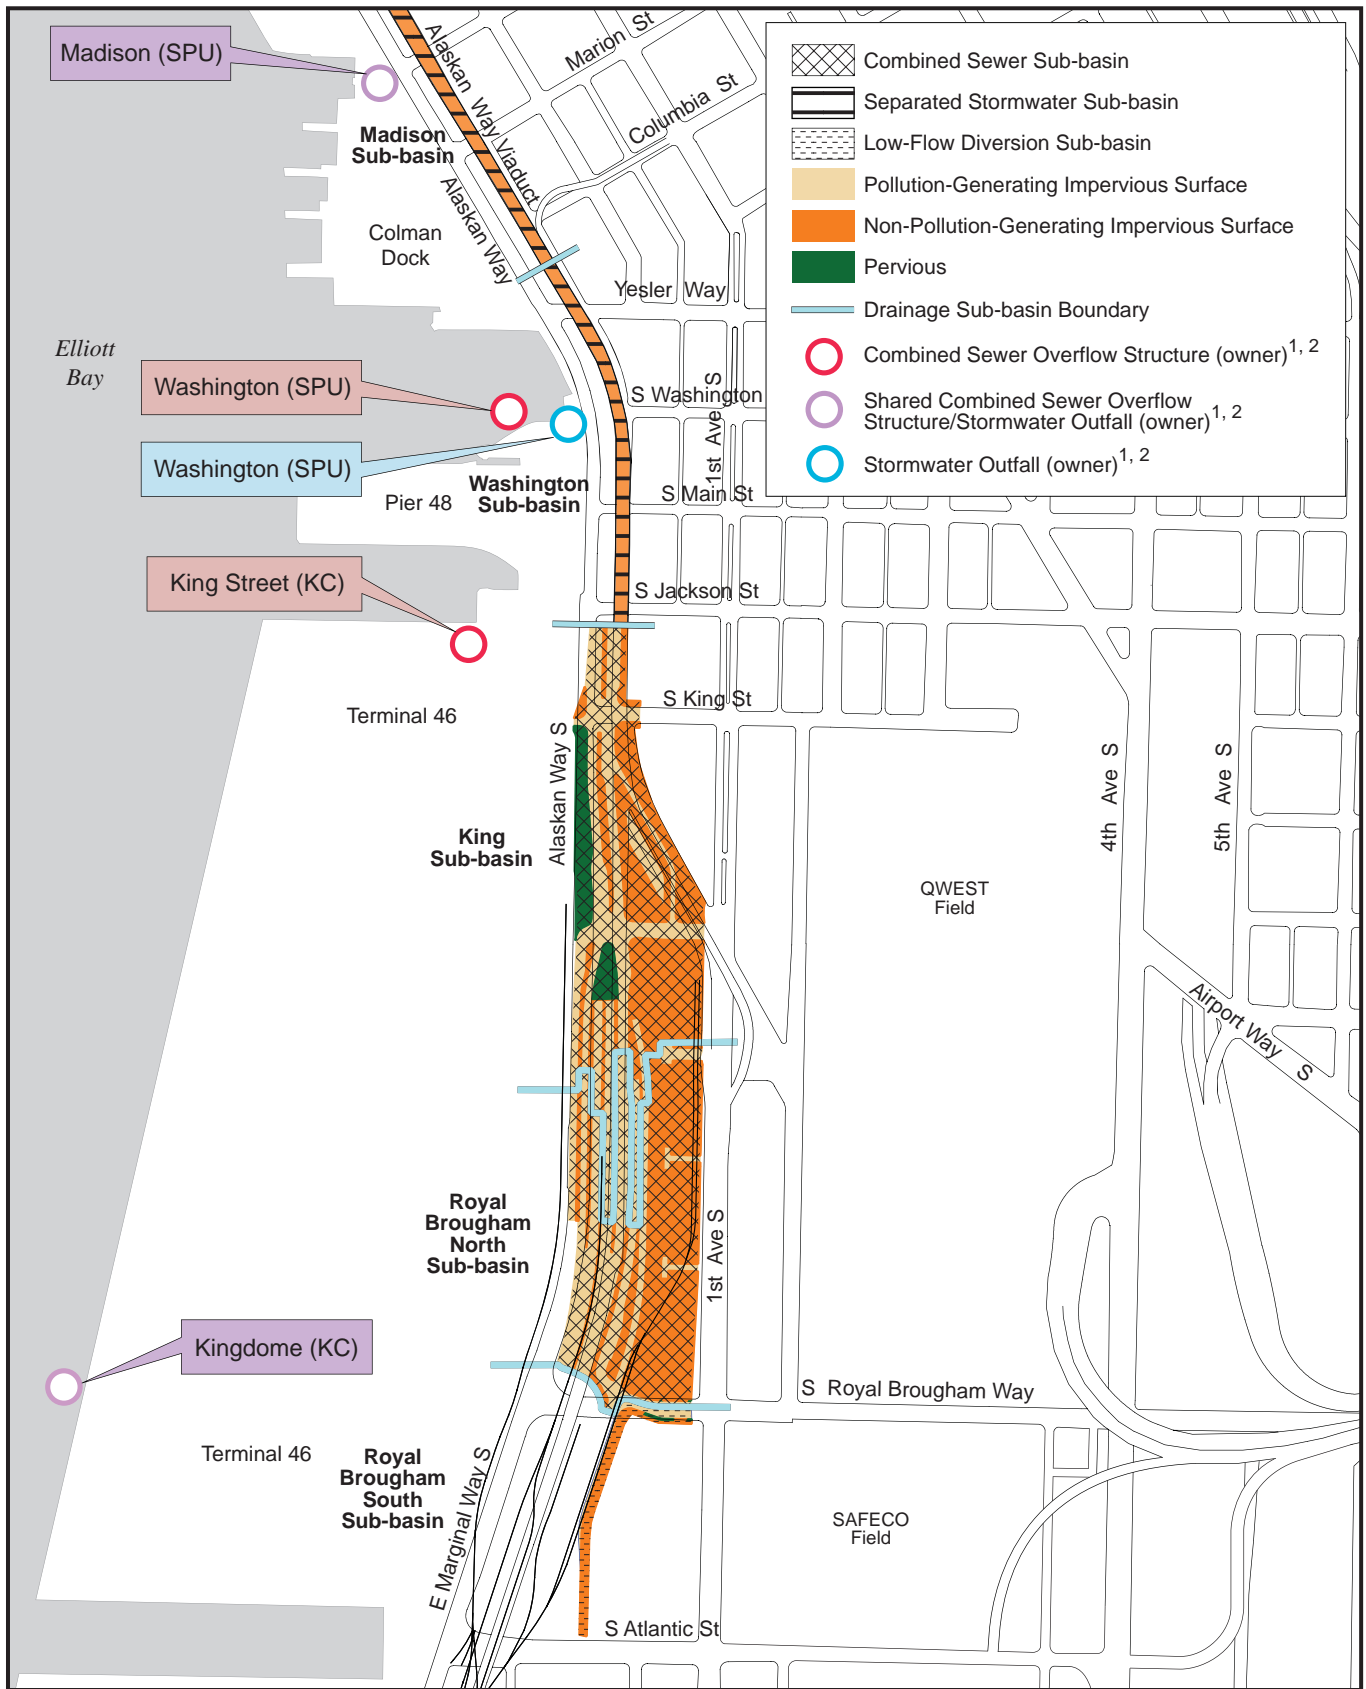 Madison (SPU)
Alaskan Way Viaduct
Marion St
Columbia St
Madison
Sub-basin
Alaskan Way
Colman
Dock
Yesler Way
Elliott
Bay
Washington (SPU)
Washington (SPU)
S Washington
1st Ave S
Washington
Sub-basin
S Main St
Pier 48
King Street (KC)
S Jackson St
S King St
Terminal 46
Alaskan Way S
King
Sub-basin
4th Ave S
5th Ave S
QWEST
Field
Airport Way S
Royal
Brougham
North
Sub-basin
1st Ave S
Kingdome (KC)
S Royal Brougham Way
Terminal 46
Royal
Brougham
South
Sub-basin
E Marginal Way S
SAFECO
Field
S Atlantic St
Combined Sewer Sub-basin
Separated Stormwater Sub-basin
Low-Flow Diversion Sub-basin
Pollution-Generating Impervious Surface
Non-Pollution-Generating Impervious Surface
Pervious
Drainage Sub-basin Boundary
Combined Sewer Overflow Structure (owner)1, 2
Shared Combined Sewer Overflow
Structure/Stormwater Outfall (owner)1, 2
Stormwater Outfall (owner)1, 2